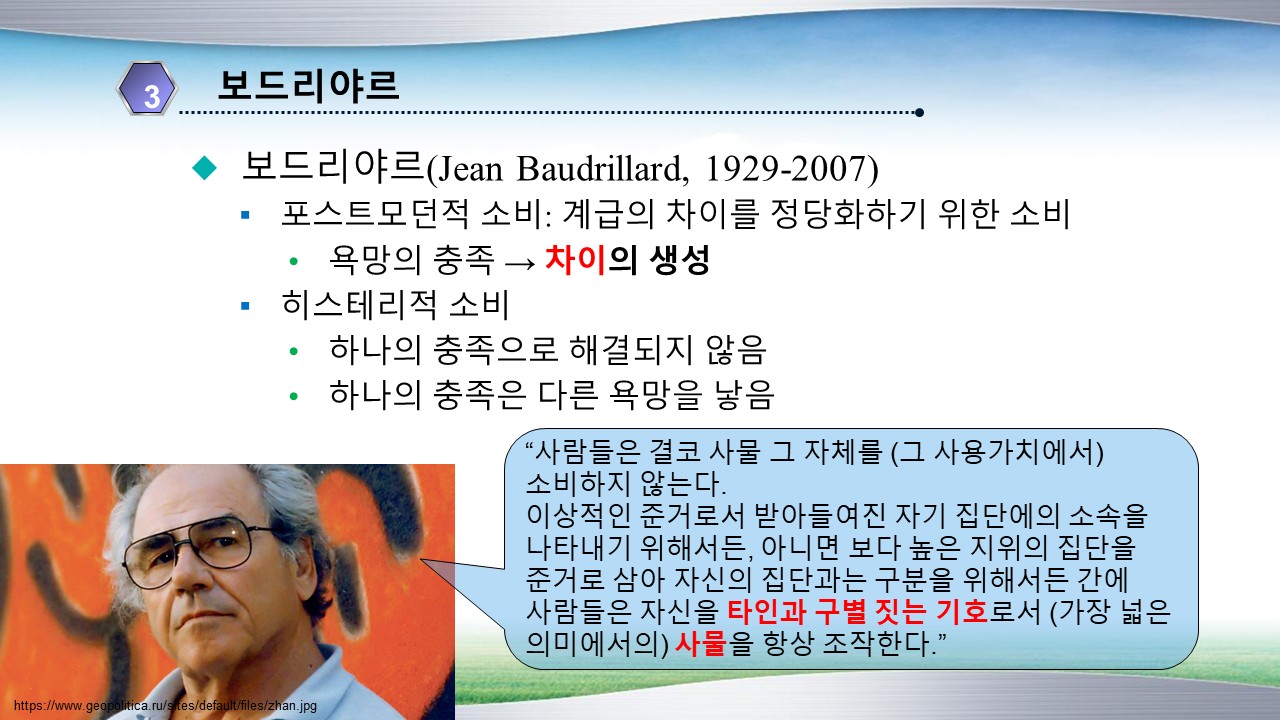 3
보드리야르
보드리야르(Jean Baudrillard, 1929-2007)
포스트모던적 소비: 계급의 차이를 정당화하기 위한 소비
욕망의 충족 → 차이의 생성
히스테리적 소비
하나의 충족으로 해결되지 않음
하나의 충족은 다른 욕망을 낳음
“사람들은 결코 사물 그 자체를 (그 사용가치에서)
소비하지 않는다.
이상적인 준거로서 받아들여진 자기 집단에의 소속을
나타내기 위해서든, 아니면 보다 높은 지위의 집단을
준거로 삼아 자신의 집단과는 구분을 위해서든 간에
사람들은 자신을 타인과 구별 짓는 기호로서 (가장 넓은
의미에서의) 사물을 항상 조작한다.”
https://www.geopolitica.ru/sites/default/files/zhan.jpg